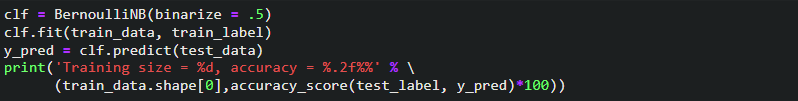 clf = BernoulliNB(binarize = .5)
clf.fit(train_data, train_label)
y_pred = clf.predict(test_data)
print('Training size = %d, accuracy = %.2f%%' % \
      (train_data.shape[0],accuracy_score(test_label, y_pred)*100))